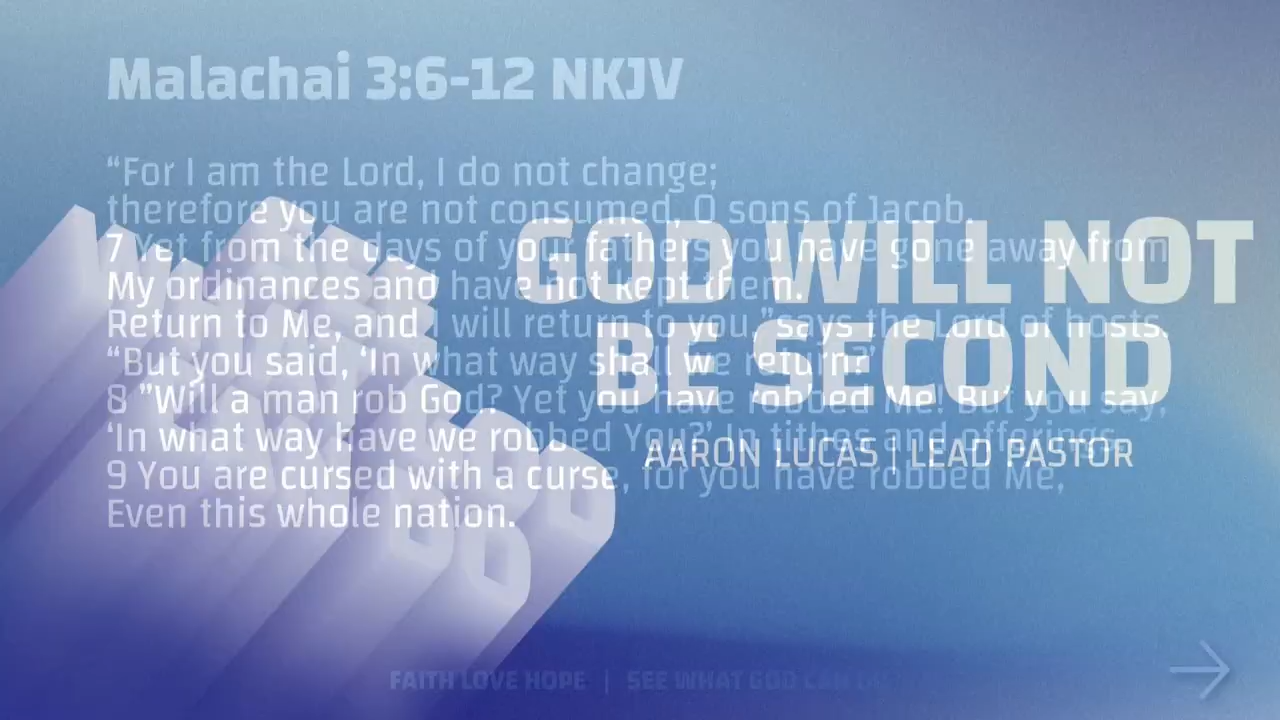 Malachai 3:6-12 NKJV
“For I am the Lord, I do not change;
therefore you are not consumed, O sons of Jacob.
7 Yet from the days of your fathers you have gone away from
My ordinances and have not kept them.
Return to Me, and I will return to you,” says the Lord of hosts.
“But you said, ‘In what way shall we return?’
8 ”Will a man rob God? Yet you have robbed Me! But you say,
‘In what way have we robbed You?’ In tithes and offerings.
9 You are cursed with a curse, for you have robbed Me,
Even this whole nation.
GOD WILL NOT
BE SECOND
AARON LUCAS | LEAD PASTOR
FAITH LOVE HOPE | SEE WHAT GOD CAN DO